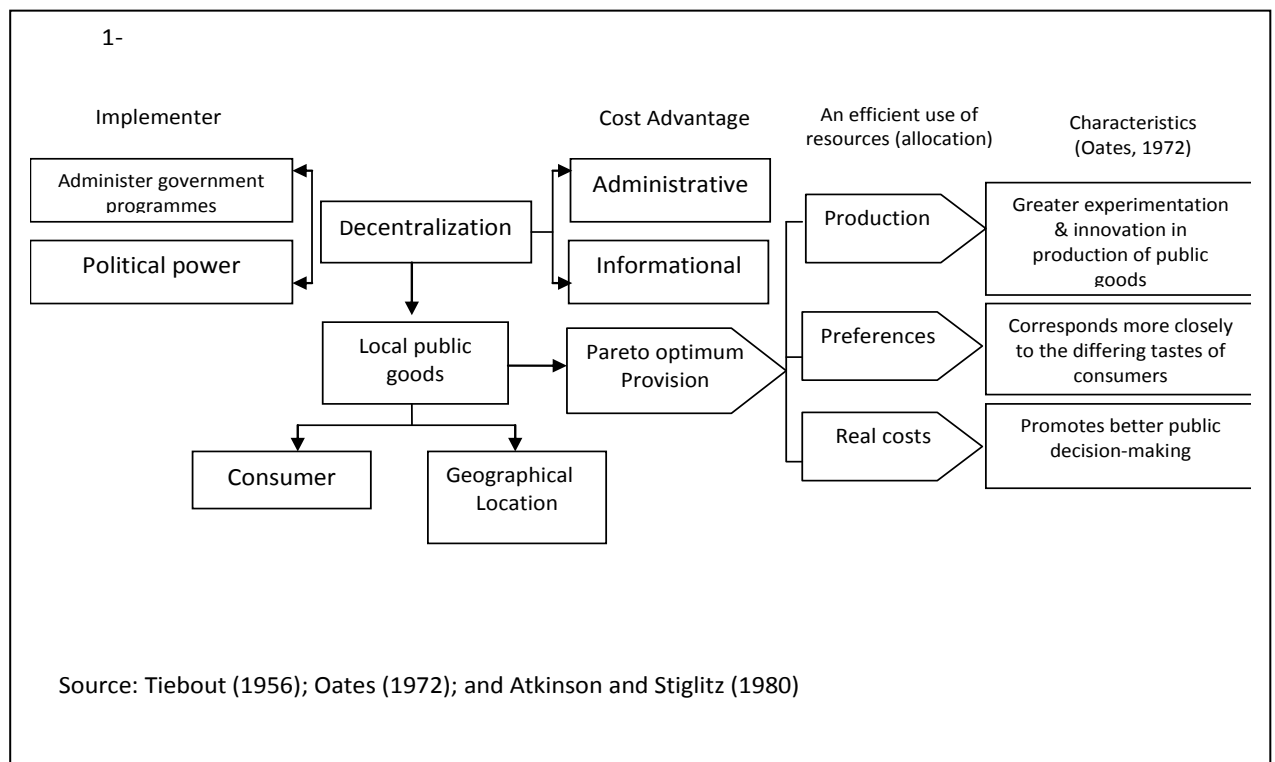 1-
Implementer
Cost Advantage
An efficient use of
resources (allocation)
Characteristics
(Oates, 1972)
Administer government
programmes
Political power
Decentralization
Administrative
Informational
Production
Greater experimentation
& innovation in
production of public
goods
Local public
goods
Pareto optimum
Provision
Preferences
Corresponds more closely
to the differing tastes of
consumers
Real costs
Promotes better public
decision-making
Consumer
Geographical
Location
Source: Tiebout (1956); Oates (1972); and Atkinson and Stiglitz (1980)